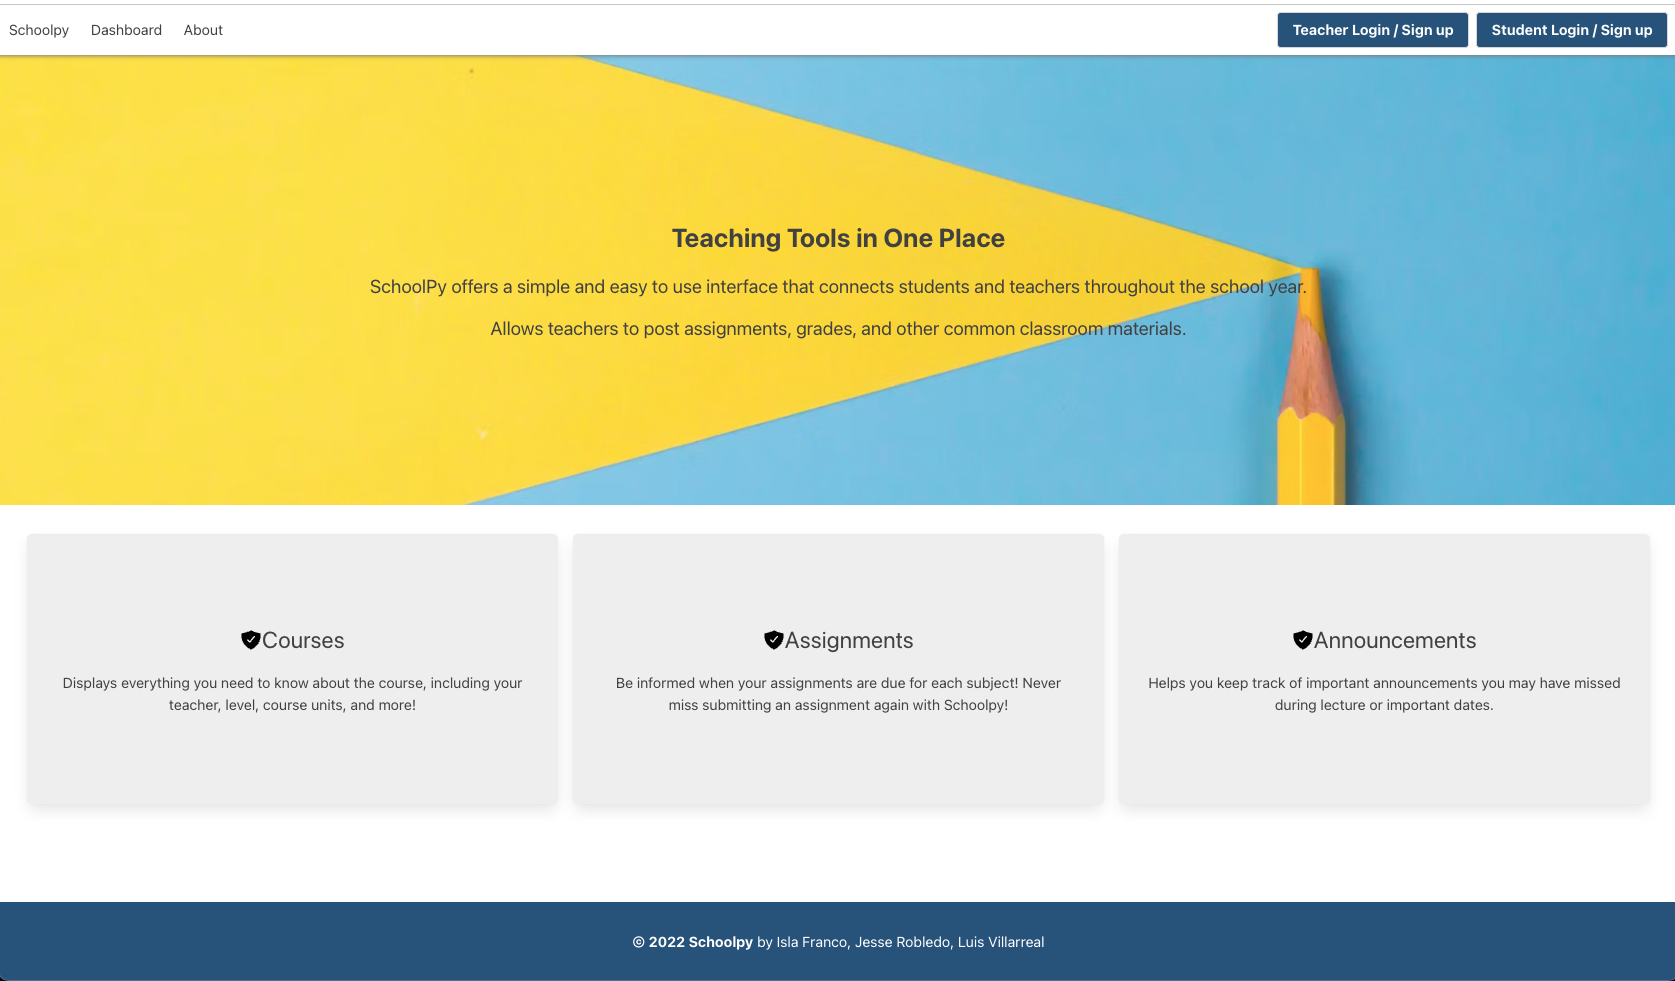 Schoolpy Dashboard About Teacher Login / Sign up Student Login / Sign up
Teaching Tools in One Place
SchoolPy offers a simple and easy to use interface that connects students and teachers throughout the school year.
Allows teachers to post assignments, grades, and other common classroom materials.
Courses
Displays everything you need to know about the course, including your
teacher, level, course units, and more!
Assignments
Be informed when your assignments are due for each subject! Never
miss submitting an assignment again with Schoolpy!
Announcements
Helps you keep track of important announcements you may have missed
during lecture or important dates.
© 2022 Schoolpy by Isla Franco, Jesse Robledo, Luis Villarreal